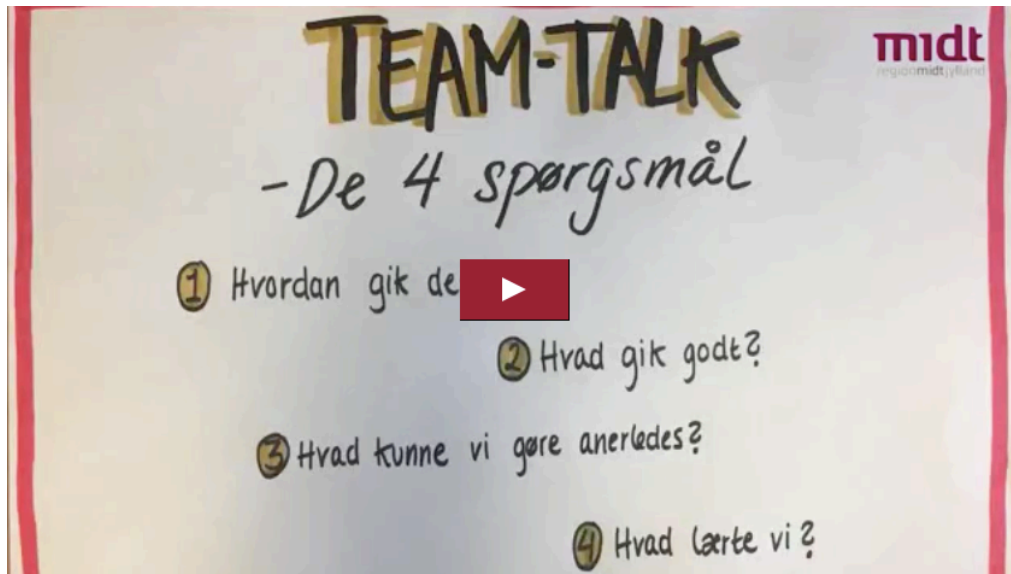 TEAM-TALK
midt
regionmidtjylland
- De 4 spørgsmål
1 Hvordan gik de
2 Hvad gik godt?
3 Hvad kunne vi gøre anerledes?
4 Hvad lærte vi?